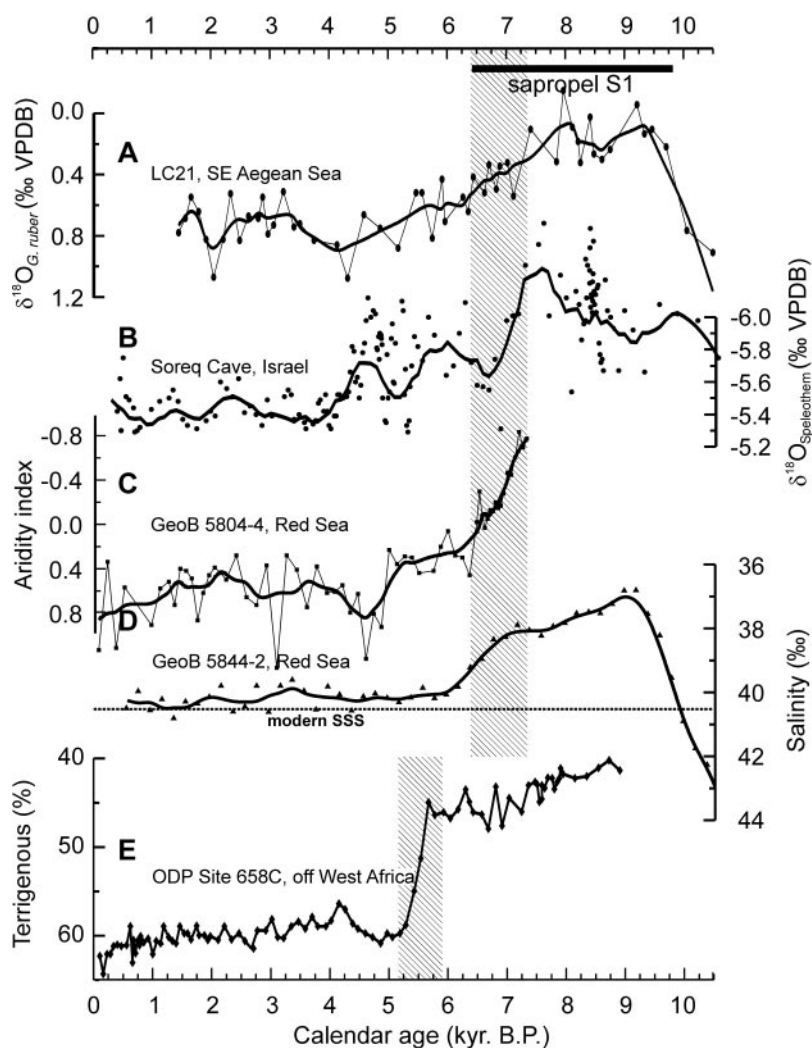 0 1 2 3 4 5 6 7 8 9 10
sapropel S1
0.0
0.4
0.8
1.2
δ18O G. ruber (‰ VPDB)
A
LC21, SE Aegean Sea
B
Soreq Cave, Israel
-6.0
-5.8
-5.6
-5.4
-5.2
δ18O Speleothem (‰ VPDB)
-0.8
-0.4
0.0
0.4
0.8
Aridity index
C
GeoB 5804-4, Red Sea
D
GeoB 5844-2, Red Sea
modern SSS
36
38
40
42
44
Salinity (‰)
40
50
60
Terrigenous (%)
E
ODP Site 658C, off West Africa
0 1 2 3 4 5 6 7 8 9 10
Calendar age (kyr. B.P.)